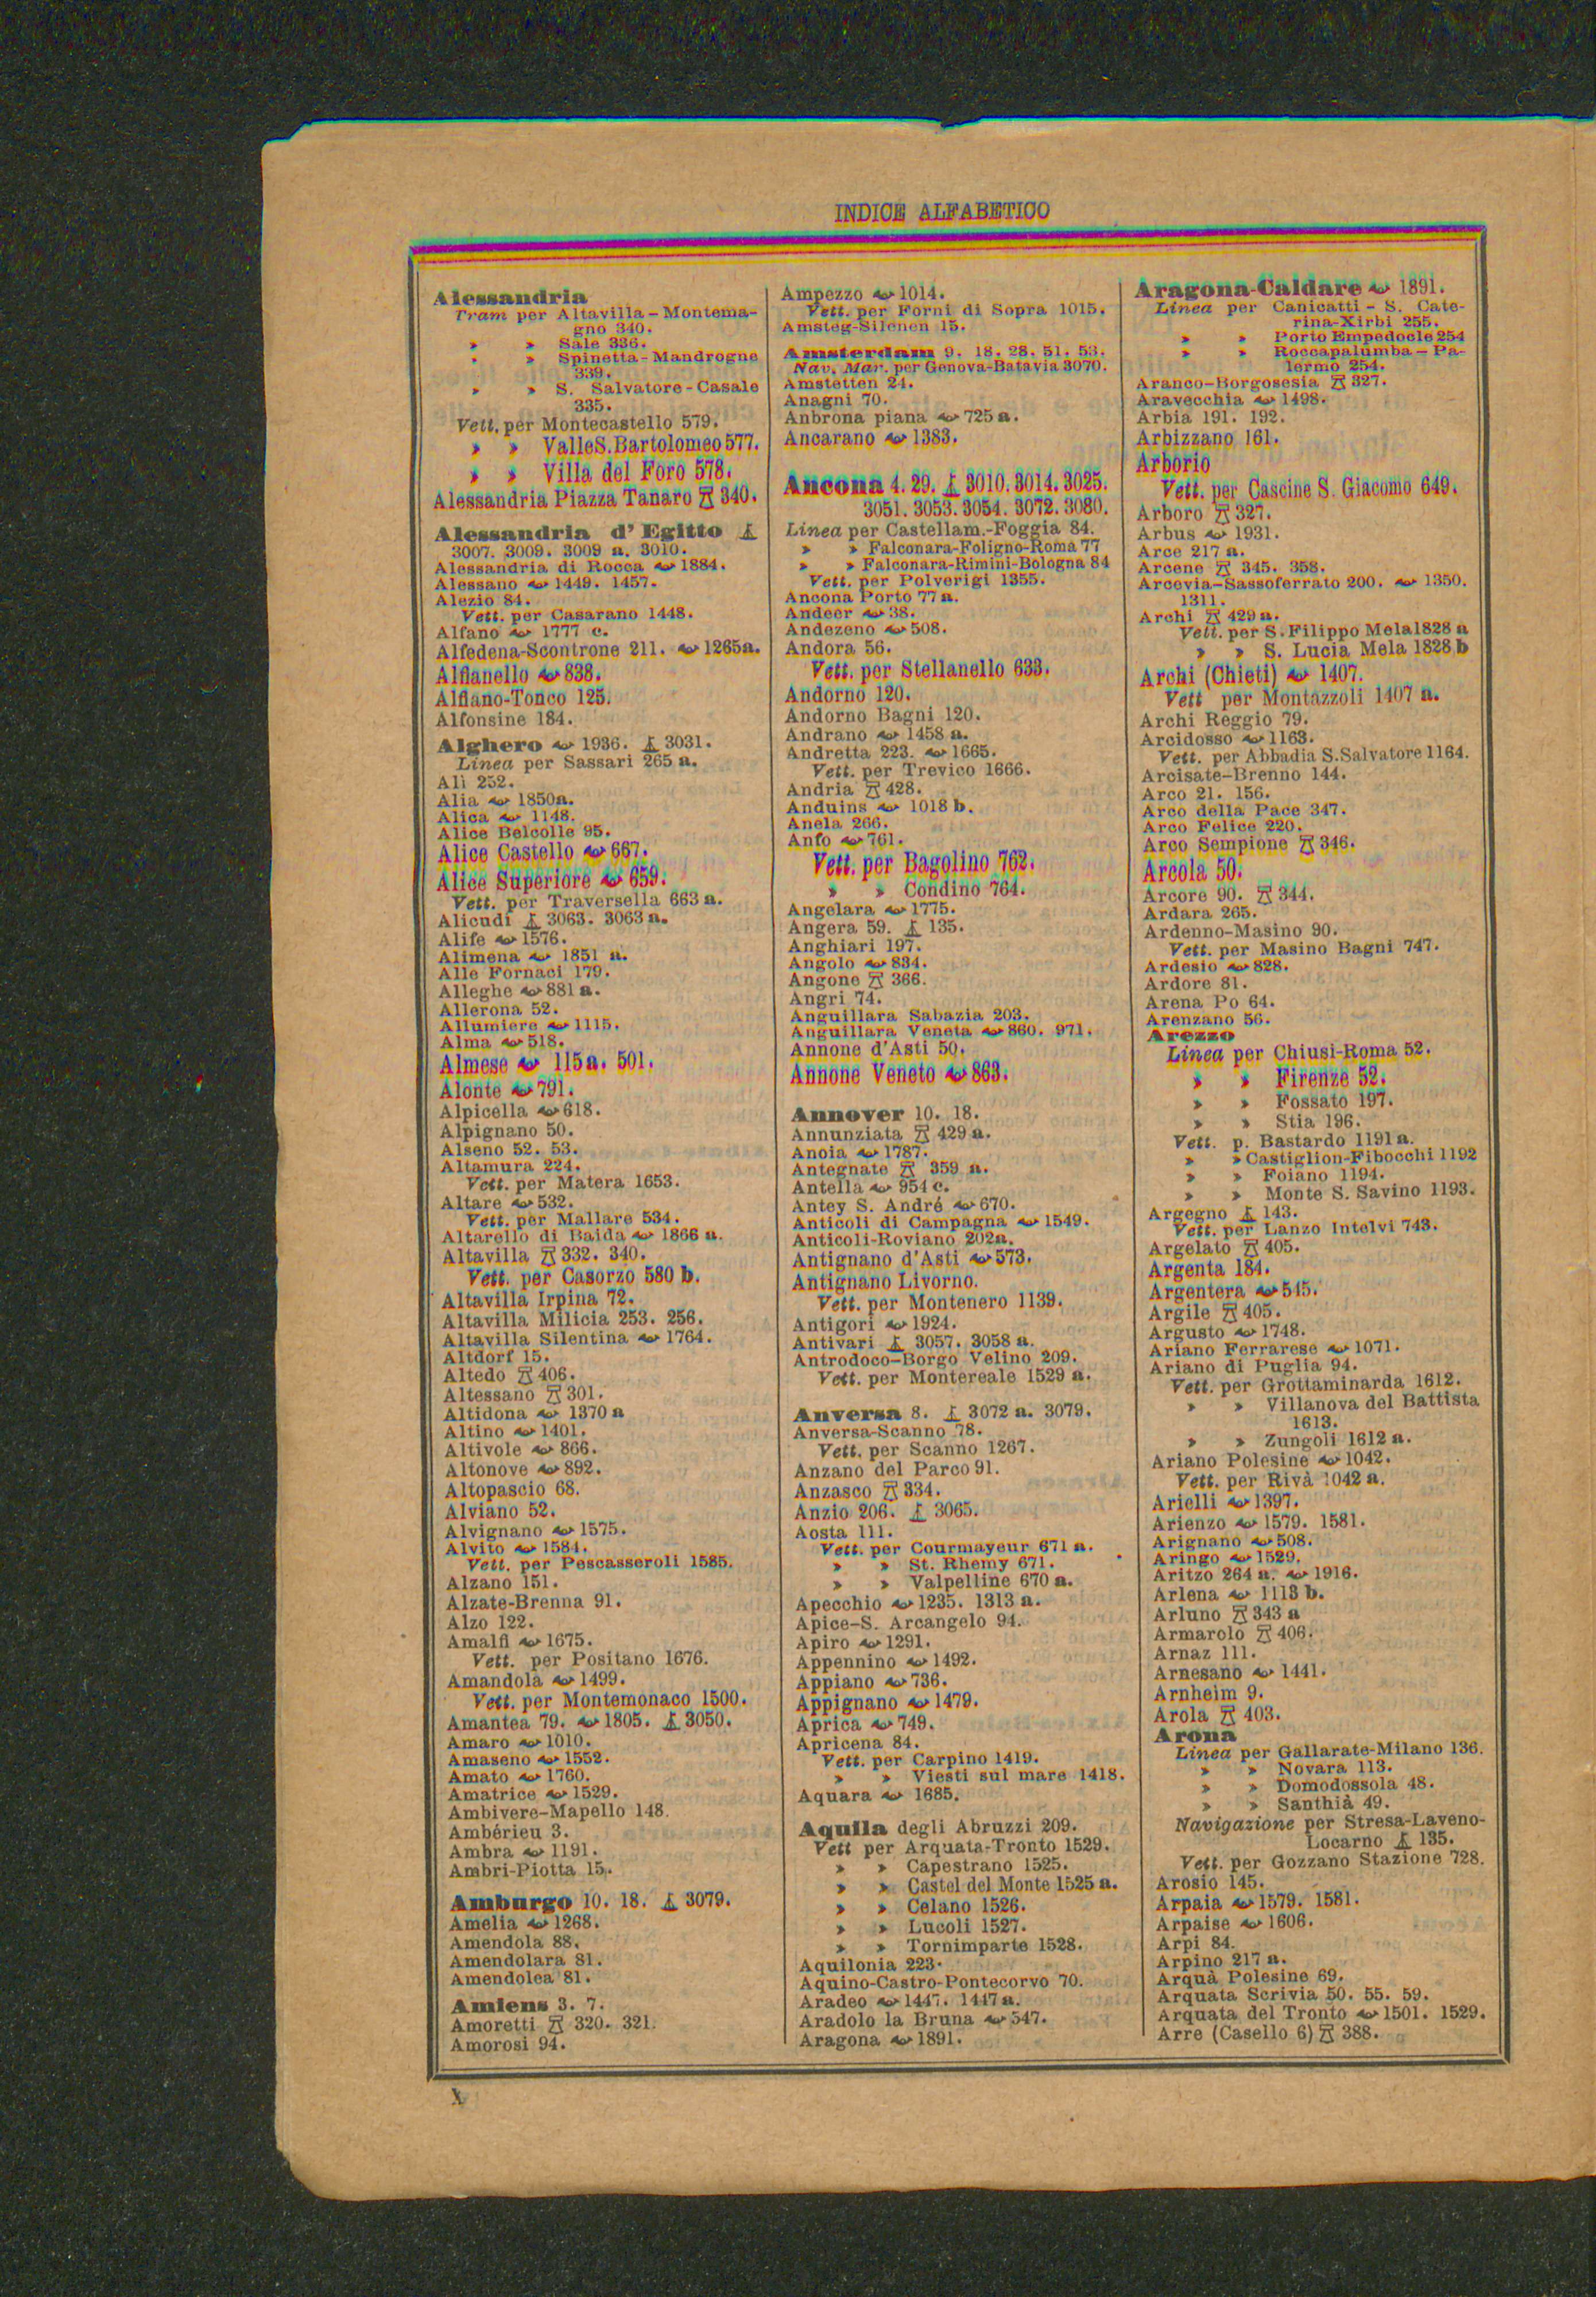 INDICE ALFABETICO
Alessandria
Tram per Altavilla – Montema-
gno 340.
» » Sale 336.
» » Spinetta-Mandrogne
339.
» » S. Salvatore-Casale
335.
Vett. per Montecastello 579.
» » Valle S. Bartolomeo 577.
» » Villa del Foro 578.
Alessandria Piazza Tanaro 340.
Alessandria d' Egitto
3007. 3009. 3009 a. 3010.
Alessandria di Rocca 1884.
Alessano 1449. 1457.
Alezio 84.
Vett. per Casarano 1448.
Alfano 1777 c.
Alfedena-Scontrone 211. 1265a.
Alfianello 838.
Alfiano-Tonco 125.
Alfonsine 184.
Alghero 1936. 3031.
Linea per Sassari 265 a.
Alì 252.
Alia 1850a.
Alica 1148.
Alice Belcolle 95.
Alice Castello 667.
Alice Superiore 659.
Vett. per Traversella 663 a.
Alicudi 3063. 3063 a.
Alife 1576.
Alimena 1851 a.
Alle Fornaci 179.
Alleghe 881 a.
Allerona 52.
Allumiere 1115.
Alma 518.
Almese 115 a. 501.
Alonte 791.
Alpicella 618.
Alpignano 50.
Alseno 52. 53.
Altamura 224.
Vett. per Matera 1653.
Altare 532.
Vett. per Mallare 534.
Altarello di Baida 1866 a.
Altavilla 332. 340.
Vett. per Casorzo 580 b.
Altavilla Irpina 72.
Altavilla Milicia 253. 256.
Altavilla Silentina 1764.
Altdorf 15.
Altedo 406.
Altessano 301.
Altidona 1370 a
Altino 1401.
Altivole 866.
Altonove 892.
Altopascio 68.
Alviano 52.
Alvignano 1575.
Alvito 1584.
Vett. per Pescasseroli 1585.
Alzano 151.
Alzate-Brenna 91.
Alzo 122.
Amalfi 1675.
Vett. per Positano 1676.
Amandola 1499.
Vett. per Montemonaco 1500.
Amantea 79. 1805. 3050.
Amaro 1010.
Amaseno 1552.
Amato 1760.
Amatrice 1529.
Ambivere–Mapello 148.
Ambérieu 3.
Ambra 1191.
Ambri-Piotta 15.
Amburgo 10. 18. 3079.
Amelia 1268.
Amendola 88.
Amendolara 81.
Amendolea 81.
Amiens 3. 7.
Amoretti 320. 321.
Amorosi 94.
X
Ampezzo 1014.
Vett. per Forni di Sopra 1015.
Amsteg-Silenen 15.
Amsterdam 9. 18. 28. 51. 53.
Nav. Mar. per Genova-Batavia 3070.
Amstetten 24.
Anagni 70.
Anbrona piana 725 a.
Ancarano 1383.
Ancona 4. 29. 3010. 3014. 3025.
3051. 3053. 3054. 3072. 3080.
Linea per Castellam.-Foggia 84.
» » Falconara-Foligno-Roma 77
» » Falconara-Rimini-Bologna 84
Vett. per Polverigi 1355.
Ancona Porto 77 a.
Andeer 38.
Andezeno 508.
Andora 56.
Vett. per Stellanello 633.
Andorno 120.
Andorno Bagni 120.
Andrano 1458 a.
Andretta 223. 1665.
Vett. per Trevico 1666.
Andria 428.
Anduins 1018 b.
Anela 266.
Anfo 761.
Vett. per Bagolino 762.
» » Condino 764.
Angelara 1775.
Angera 59. 135.
Anghiari 197.
Angolo 834.
Angone 366.
Angri 74.
Anguillara Sabazia 203.
Anguillara Veneta 860. 971.
Annone d'Asti 50.
Annone Veneto 863.
Annover 10. 18.
Annunziata 429 a.
Anoia 1787.
Antegnate 359 a.
Antella 954 c.
Antey S. André 670.
Anticoli di Campagna 1549.
Anticoli-Roviano 202a.
Antignano d'Asti 573.
Antignano Livorno.
Vett. per Montenero 1139.
Antigori 1924.
Antivari 3057. 3058 a.
Antrodoco–Borgo Velino 209.
Vett. per Montereale 1529 a.
Anversa 8. 3072 a. 3079.
Anversa-Scanno 78.
Vett. per Scanno 1267.
Anzano del Parco 91.
Anzasco 334.
Anzio 206. 3065.
Aosta 111.
Vett. per Courmayeur 671 a.
» » St. Rhemy 671.
» » Valpelline 670 a.
Apecchio 1235. 1313 a.
Apice–S. Arcangelo 94.
Apiro 1291.
Appennino 1492.
Appiano 736.
Appignano 1479.
Aprica 749.
Apricena 84.
Vett. per Carpino 1419.
» » Viesti sul mare 1418.
Aquara 1685.
Aquila degli Abruzzi 209.
Vett per Arquata-Tronto 1529.
» » Capestrano 1525.
» » Castel del Monte 1525 a.
» » Celano 1526.
» » Lucoli 1527.
» » Tornimparte 1528.
Aquilonia 223.
Aquino-Castro-Pontecorvo 70.
Aradeo 1447. 1447 a.
Aradolo la Bruna 547.
Aragona 1891.
Aragona-Caldare 1891.
Linea per Canicatti – S. Cate-
rina-Xirbi 255.
» » Porto Empedocle 254
» » Roccapalumba – Pa-
lermo 254.
Aranco–Borgosesia 327.
Aravecchia 1498.
Arbia 191. 192.
Arbizzano 161.
Arborio
Vett. per Cascine S. Giacomo 649.
Arboro 327.
Arbus 1931.
Arce 217 a.
Arcene 345. 358.
Arcevia–Sassoferrato 200. 1350.
1311.
Archi 429 a.
Vett. per S. Filippo Mela 1828 a
» » S. Lucia Mela 1828 b
Archi (Chieti) 1407.
Vett per Montazzoli 1407 a.
Archi Reggio 79.
Arcidosso 1163.
Vett. per Abbadia S. Salvatore 1164.
Arcisate–Brenno 144.
Arco 21. 156.
Arco della Pace 347.
Arco Felice 220.
Arco Sempione 346.
Arcola 50.
Arcore 90. 344.
Ardara 265.
Ardenno-Masino 90.
Vett. per Masino Bagni 747.
Ardesio 828.
Ardore 81.
Arena Po 64.
Arenzano 56.
Arezzo
Linea per Chiusi-Roma 52.
» » Firenze 52.
» » Fossato 197.
» » Stia 196.
Vett. p. Bastardo 1191 a.
» » Castiglion-Fibocchi 1192
» » Foiano 1194.
» » Monte S. Savino 1193.
Argegno 143.
Vett. per Lanzo Intelvi 743.
Argelato 405.
Argenta 184.
Argentera 545.
Argile 405.
Argusto 1748.
Ariano Ferrarese 1071.
Ariano di Puglia 94.
Vett. per Grottaminarda 1612.
» » Villanova del Battista
1613.
» » Zungoli 1612 a.
Ariano Polesine 1042.
Vett. per Rivà 1042 a.
Arielli 1397.
Arienzo 1579. 1581.
Arignano 508.
Aringo 1529.
Aritzo 264 a. 1916.
Arlena 1113 b.
Arluno 343 a
Armarolo 406.
Arnaz 111.
Arnesano 1441.
Arnheim 9.
Arola 403.
Arona
Linea per Gallarate-Milano 136.
» » Novara 113.
» » Domodossola 48.
» » Santhià 49.
Navigazione per Stresa-Laveno-
Locarno 135.
Vett. per Gozzano Stazione 728.
Arosio 145.
Arpaia 1579. 1581.
Arpaise 1606.
Arpi 84.
Arpino 217 a.
Arquà Polesine 69.
Arquata Scrivia 50. 55. 59.
Arquata del Tronto 1501. 1529.
Arre (Casello 6) 388.